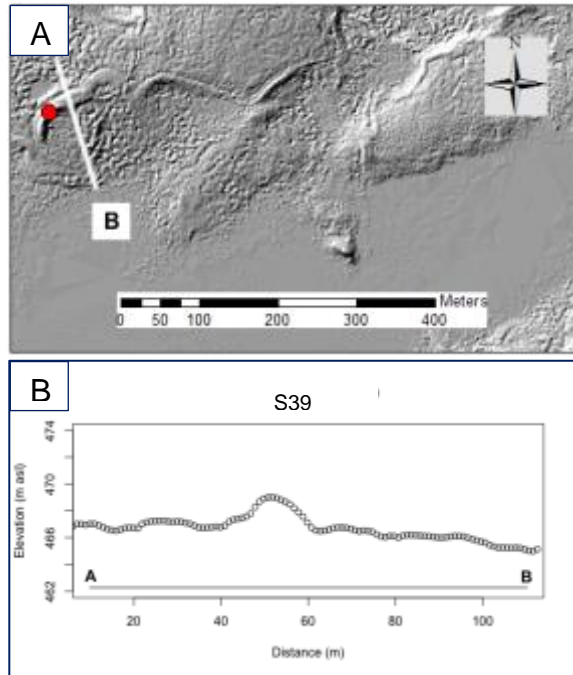 A
N
B
Meters
0 50 100 200 300 400
B
S39
Elevation (m asl)
474
470
466
462
A B
20 40 60 80 100
Distance (m)